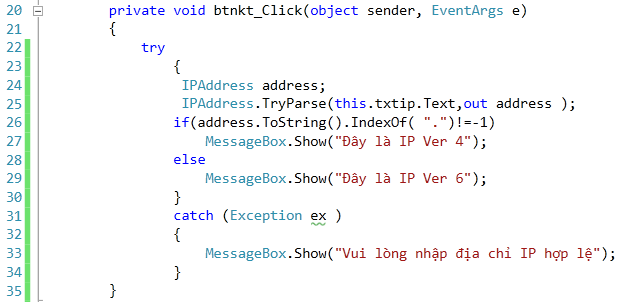 20 private void btnkt_Click(object sender, EventArgs e)
21 {
22 try
23 {
24 IPAddress address;
25 IPAddress.TryParse(this.txtip.Text,out address );
26 if(address.ToString().IndexOf( ".")!=-1)
27 MessageBox.Show("Đây là IP Ver 4");
28 else
29 MessageBox.Show("Đây là IP Ver 6");
30 }
31 catch (Exception ex )
32 {
33 MessageBox.Show("Vui lòng nhập địa chỉ IP hợp lệ");
34 }
35 }